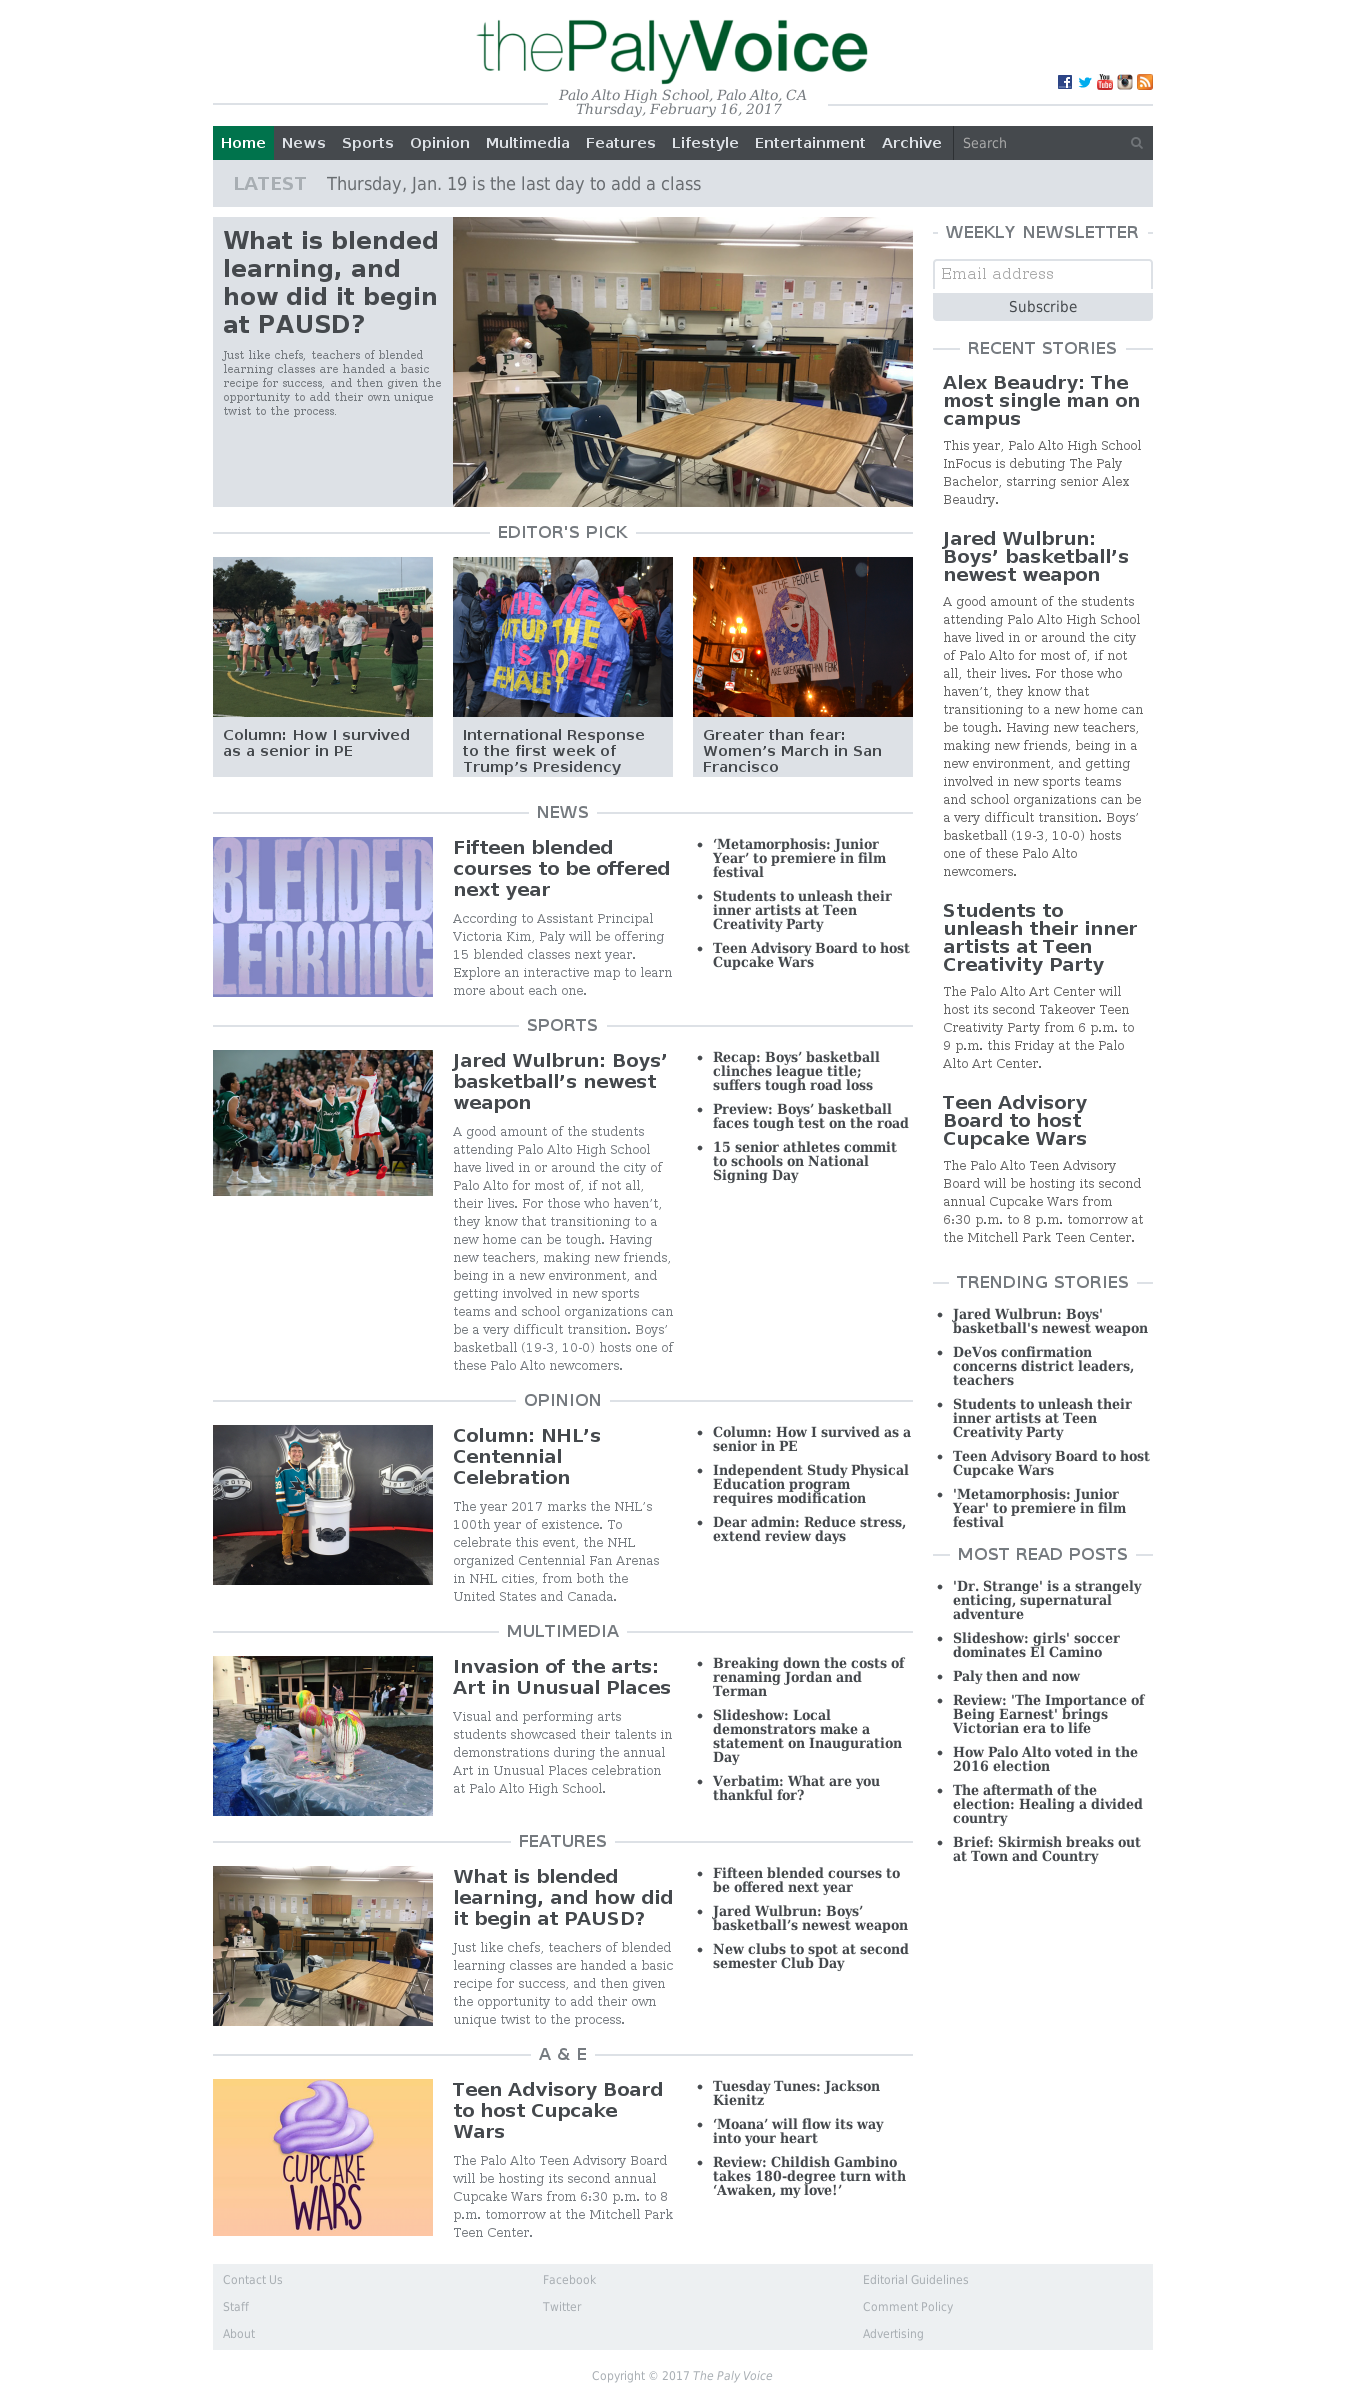 thePalyVoice
Palo Alto High School, Palo Alto, CA
Thursday, February 16, 2017
Home News Sports Opinion Multimedia Features Lifestyle Entertainment Archive Search
LATEST Thursday, Jan. 19 is the last day to add a class
What is blended
learning, and
how did it begin
at PAUSD?
Just like chefs, teachers of blended
learning classes are handed a basic
recipe for success, and then given the
opportunity to add their own unique
twist to the process.
EDITOR'S PICK
THE
FUTUR
IS
FEMALE
WE
THE
PEOPLE
WE THE PEOPLE
ARE GREATER THAN FEAR
Column: How I survived
as a senior in PE
International Response
to the first week of
Trump’s Presidency
Greater than fear:
Women’s March in San
Francisco
NEWS
BLENDED
LEARNING
Fifteen blended
courses to be offered
next year
According to Assistant Principal
Victoria Kim, Paly will be offering
15 blended classes next year.
Explore an interactive map to learn
more about each one.
‘Metamorphosis: Junior
Year’ to premiere in film
festival
Students to unleash their
inner artists at Teen
Creativity Party
Teen Advisory Board to host
Cupcake Wars
SPORTS
Jared Wulbrun: Boys’
basketball’s newest
weapon
A good amount of the students
attending Palo Alto High School
have lived in or around the city of
Palo Alto for most of, if not all,
their lives. For those who haven’t,
they know that transitioning to a
new home can be tough. Having
new teachers, making new friends,
being in a new environment, and
getting involved in new sports
teams and school organizations can
be a very difficult transition. Boys’
basketball (19-3, 10-0) hosts one of
these Palo Alto newcomers.
Recap: Boys’ basketball
clinches league title;
suffers tough road loss
Preview: Boys’ basketball
faces tough test on the road
15 senior athletes commit
to schools on National
Signing Day
OPINION
Column: NHL’s
Centennial
Celebration
The year 2017 marks the NHL’s
100th year of existence. To
celebrate this event, the NHL
organized Centennial Fan Arenas
in NHL cities, from both the
United States and Canada.
Column: How I survived as a
senior in PE
Independent Study Physical
Education program
requires modification
Dear admin: Reduce stress,
extend review days
MULTIMEDIA
Invasion of the arts:
Art in Unusual Places
Visual and performing arts
students showcased their talents in
demonstrations during the annual
Art in Unusual Places celebration
at Palo Alto High School.
Breaking down the costs of
renaming Jordan and
Terman
Slideshow: Local
demonstrators make a
statement on Inauguration
Day
Verbatim: What are you
thankful for?
FEATURES
What is blended
learning, and how did
it begin at PAUSD?
Just like chefs, teachers of blended
learning classes are handed a basic
recipe for success, and then given
the opportunity to add their own
unique twist to the process.
Fifteen blended courses to
be offered next year
Jared Wulbrun: Boys’
basketball’s newest weapon
New clubs to spot at second
semester Club Day
A & E
CUPCAKE
WARS
Teen Advisory Board
to host Cupcake
Wars
The Palo Alto Teen Advisory Board
will be hosting its second annual
Cupcake Wars from 6:30 p.m. to 8
p.m. tomorrow at the Mitchell Park
Teen Center.
Tuesday Tunes: Jackson
Kienitz
‘Moana’ will flow its way
into your heart
Review: Childish Gambino
takes 180-degree turn with
‘Awaken, my love!’
WEEKLY NEWSLETTER
Email address
Subscribe
RECENT STORIES
Alex Beaudry: The
most single man on
campus
This year, Palo Alto High School
InFocus is debuting The Paly
Bachelor, starring senior Alex
Beaudry.
Jared Wulbrun:
Boys’ basketball’s
newest weapon
A good amount of the students
attending Palo Alto High School
have lived in or around the city
of Palo Alto for most of, if not
all, their lives. For those who
haven’t, they know that
transitioning to a new home can
be tough. Having new teachers,
making new friends, being in a
new environment, and getting
involved in new sports teams
and school organizations can be
a very difficult transition. Boys’
basketball (19-3, 10-0) hosts
one of these Palo Alto
newcomers.
Students to
unleash their inner
artists at Teen
Creativity Party
The Palo Alto Art Center will
host its second Takeover Teen
Creativity Party from 6 p.m. to
9 p.m. this Friday at the Palo
Alto Art Center.
Teen Advisory
Board to host
Cupcake Wars
The Palo Alto Teen Advisory
Board will be hosting its second
annual Cupcake Wars from
6:30 p.m. to 8 p.m. tomorrow at
the Mitchell Park Teen Center.
TRENDING STORIES
Jared Wulbrun: Boys'
basketball's newest weapon
DeVos confirmation
concerns district leaders,
teachers
Students to unleash their
inner artists at Teen
Creativity Party
Teen Advisory Board to host
Cupcake Wars
'Metamorphosis: Junior
Year' to premiere in film
festival
MOST READ POSTS
'Dr. Strange' is a strangely
enticing, supernatural
adventure
Slideshow: girls' soccer
dominates El Camino
Paly then and now
Review: 'The Importance of
Being Earnest' brings
Victorian era to life
How Palo Alto voted in the
2016 election
The aftermath of the
election: Healing a divided
country
Brief: Skirmish breaks out
at Town and Country
Contact Us
Staff
About
Facebook
Twitter
Editorial Guidelines
Comment Policy
Advertising
Copyright © 2017 The Paly Voice